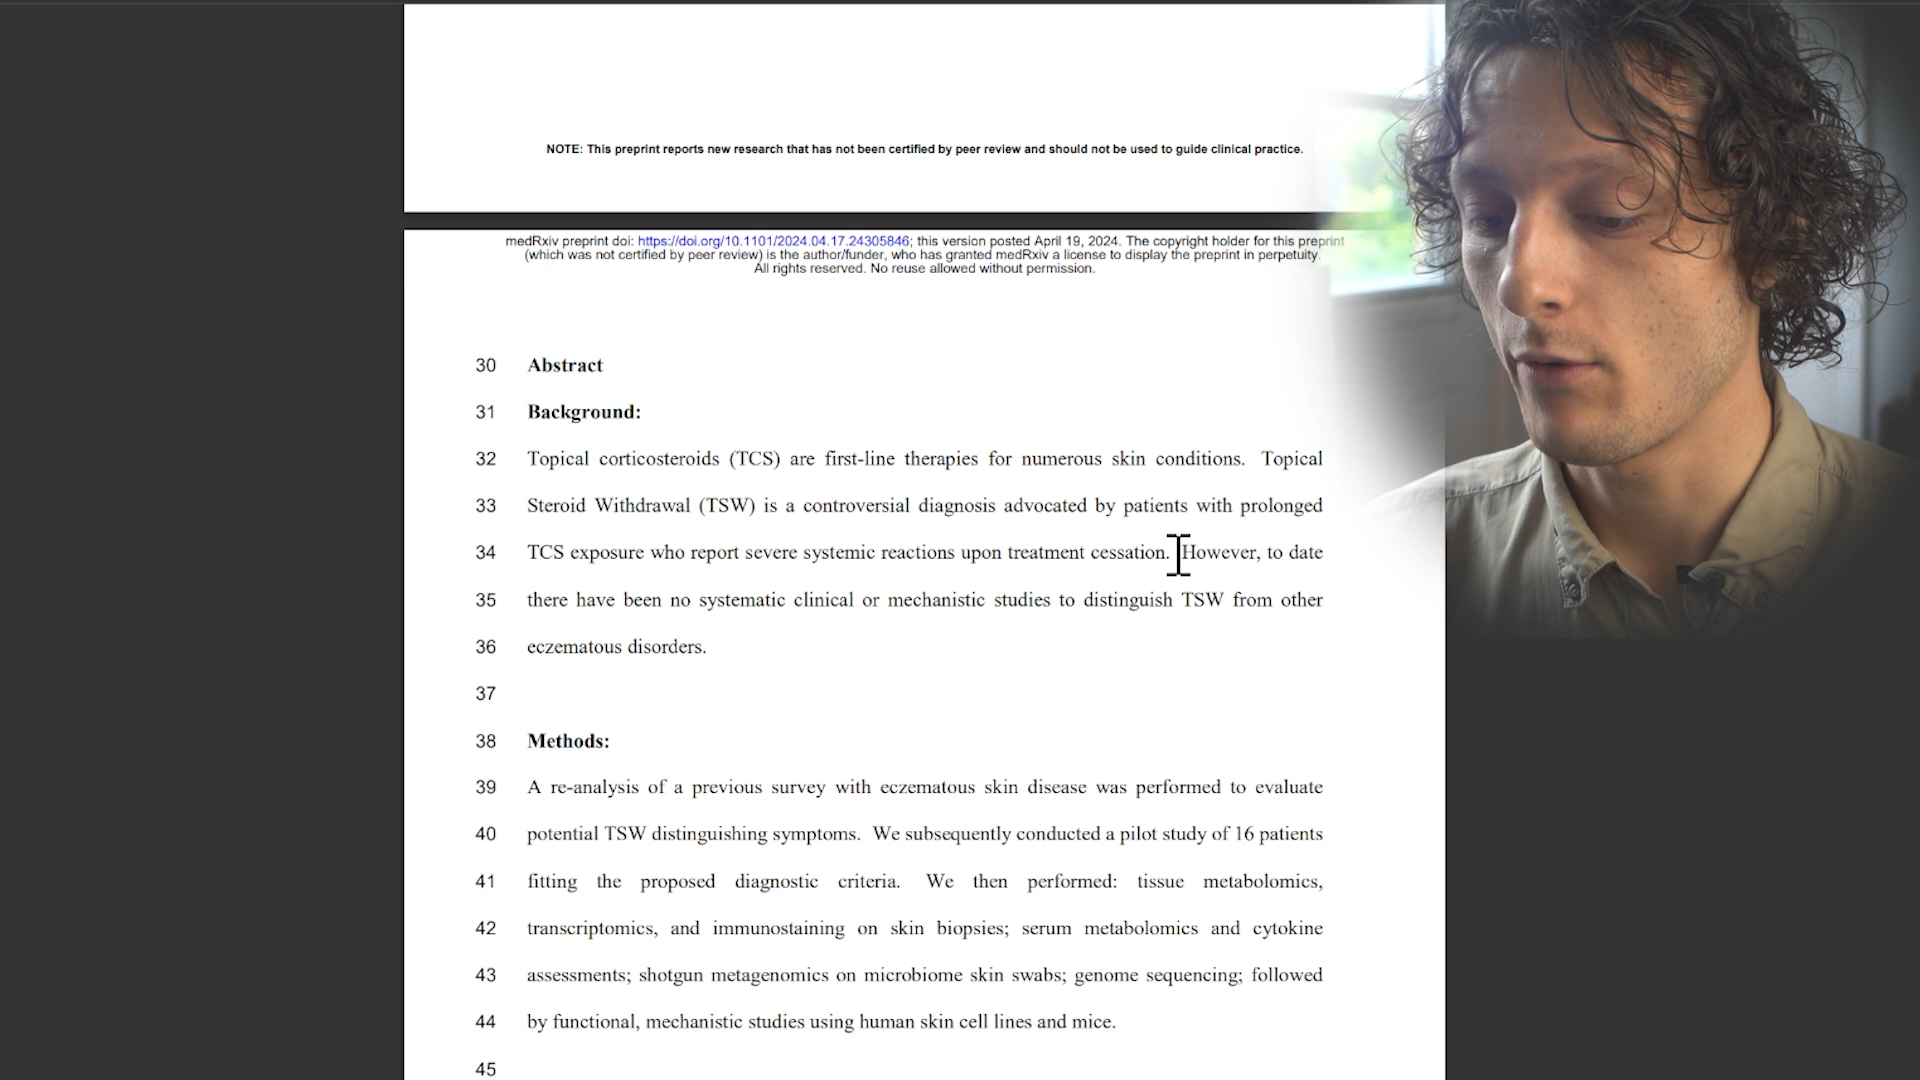 NOTE: This preprint reports new research that has not been certified by peer review and should not be used to guide clinical practice.
medRxiv preprint doi: https://doi.org/10.1101/2024.04.17.24305846; this version posted April 19, 2024. The copyright holder for this preprint
(which was not certified by peer review) is the author/funder, who has granted medRxiv a license to display the preprint in perpetuity.
All rights reserved. No reuse allowed without permission.
30 Abstract
31 Background:
32 Topical corticosteroids (TCS) are first-line therapies for numerous skin conditions. Topical
33 Steroid Withdrawal (TSW) is a controversial diagnosis advocated by patients with prolonged
34 TCS exposure who report severe systemic reactions upon treatment cessation. However, to date
35 there have been no systematic clinical or mechanistic studies to distinguish TSW from other
36 eczematous disorders.
37
38 Methods:
39 A re-analysis of a previous survey with eczematous skin disease was performed to evaluate
40 potential TSW distinguishing symptoms. We subsequently conducted a pilot study of 16 patients
41 fitting the proposed diagnostic criteria. We then performed: tissue metabolomics,
42 transcriptomics, and immunostaining on skin biopsies; serum metabolomics and cytokine
43 assessments; shotgun metagenomics on microbiome skin swabs; genome sequencing; followed
44 by functional, mechanistic studies using human skin cell lines and mice.
45